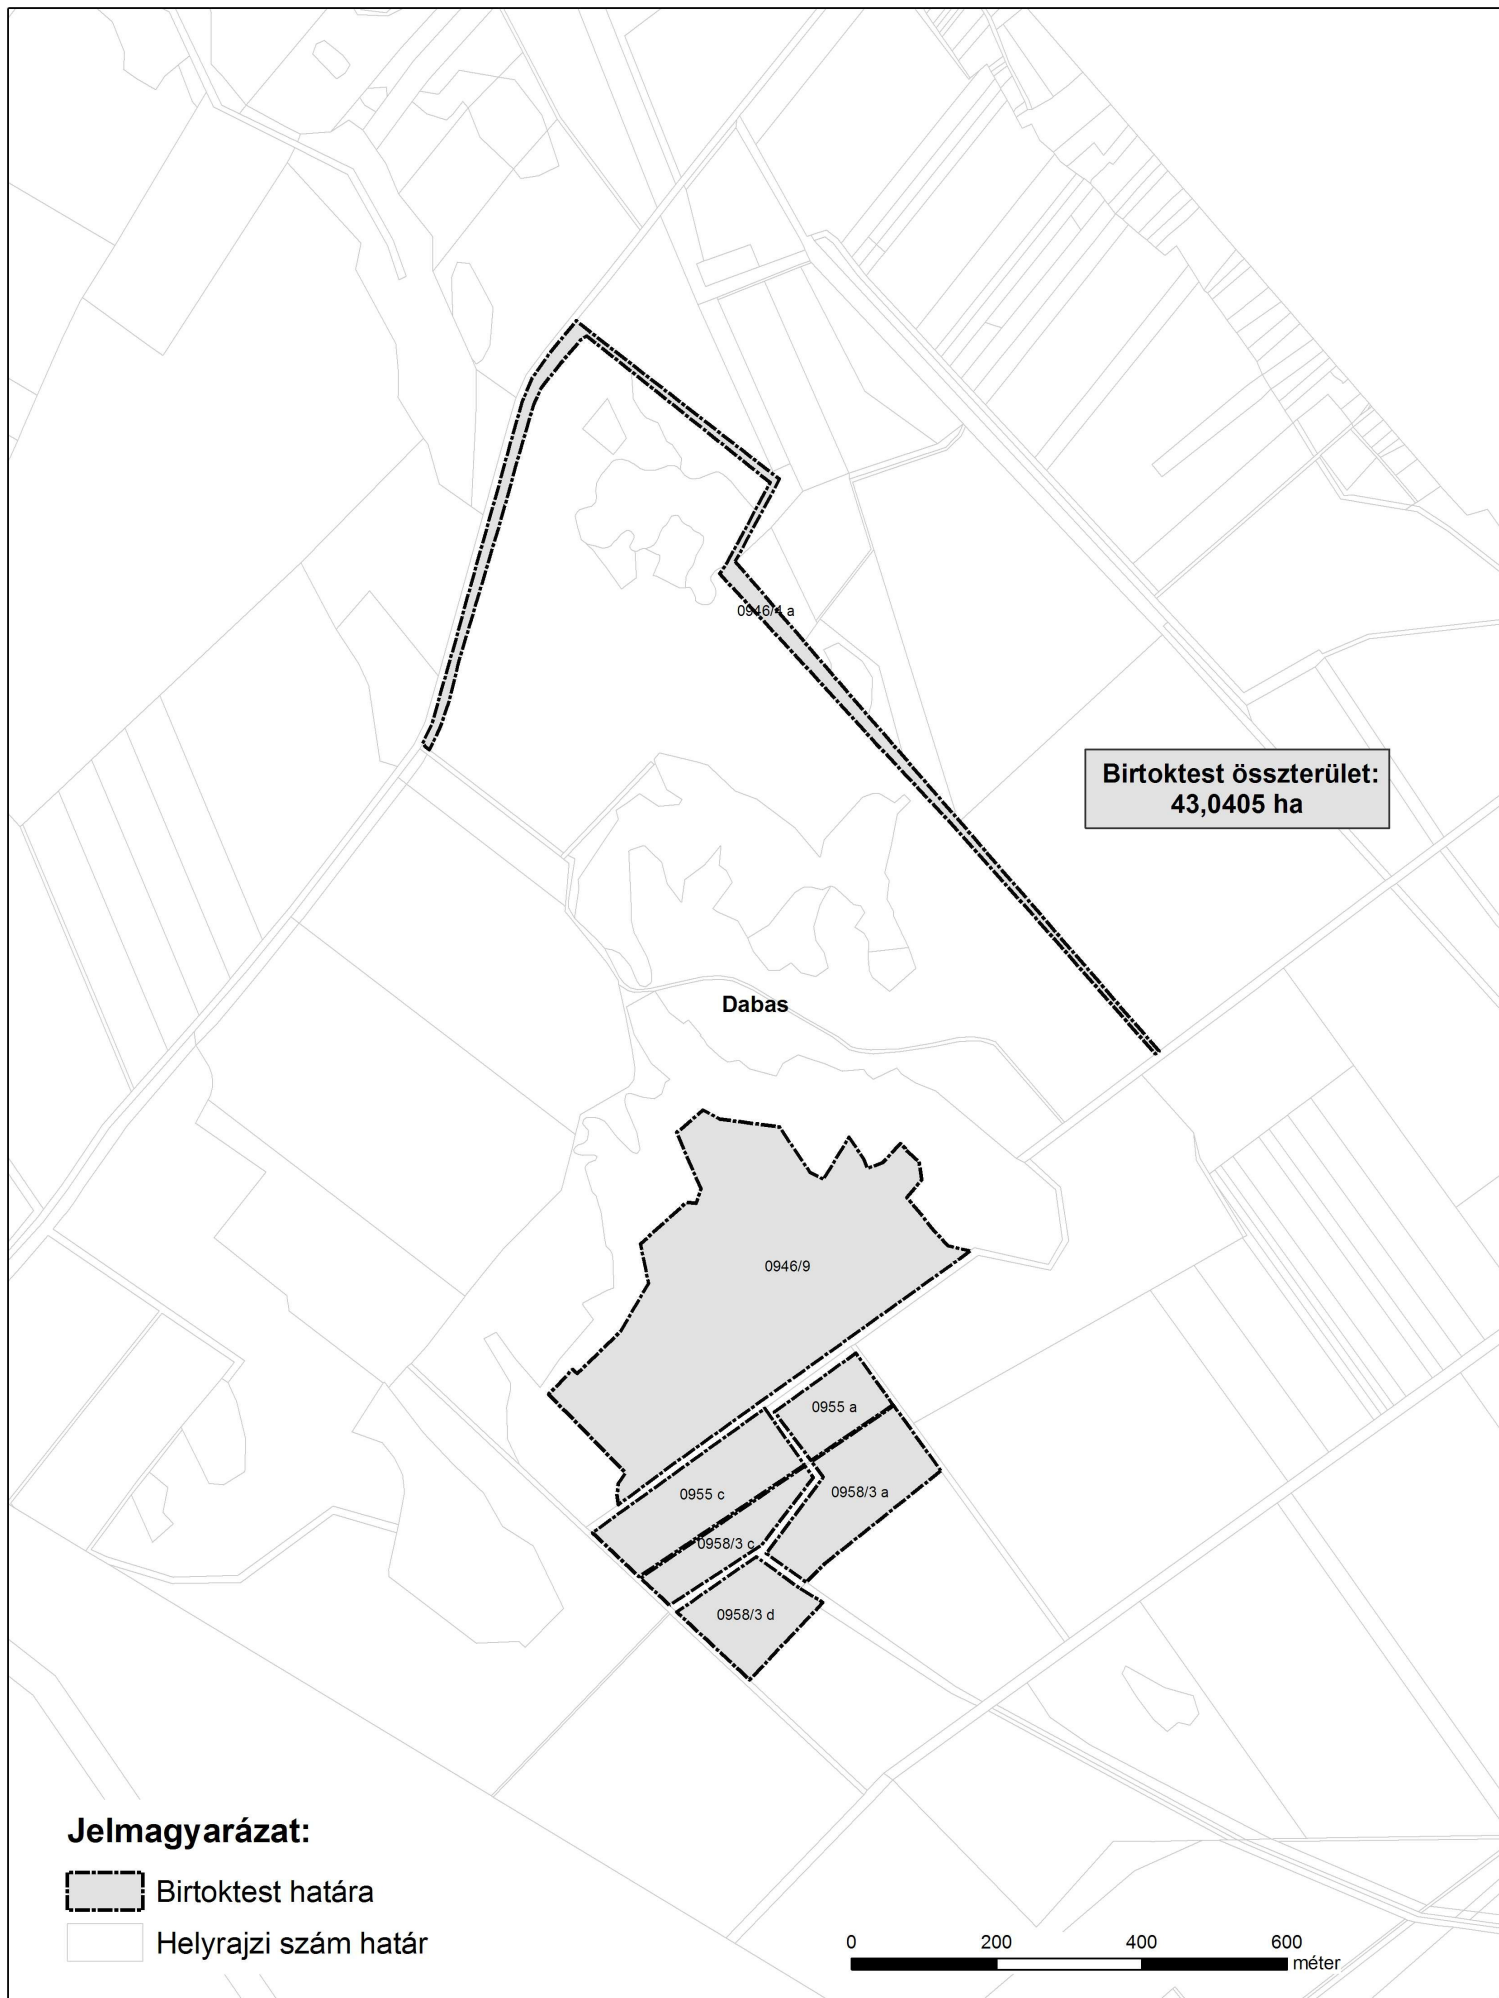 0946/4 a
Birtoktest összterület:
43,0405 ha
Dabas
0946/9
0955 a
0955 c
0958/3 a
0958/3 c
0958/3 d
Jelmagyarázat:
Birtoktest határa
Helyrajzi szám határ
0 200 400 600
méter